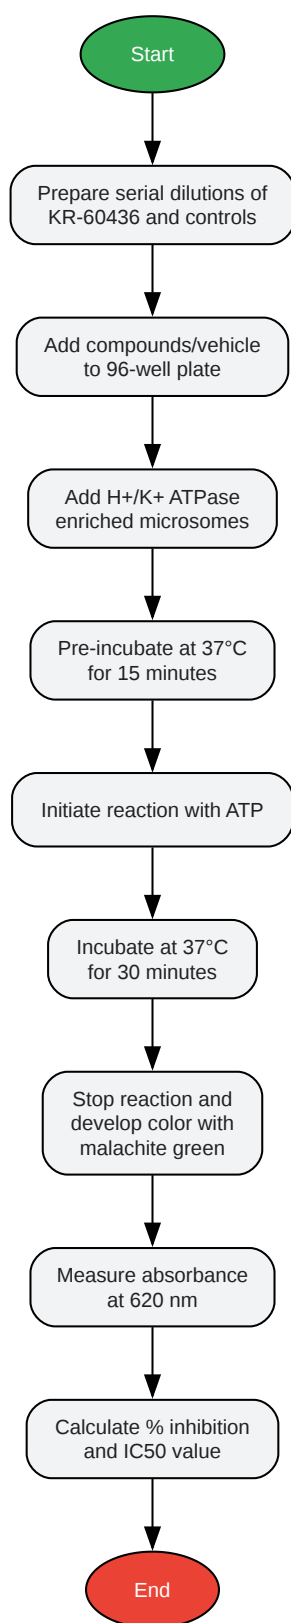 Start
Prepare serial dilutions of
KR-60436 and controls
Add compounds/vehicle
to 96-well plate
Add H+/K+ ATPase
enriched microsomes
Pre-incubate at 37°C
for 15 minutes
Initiate reaction with ATP
Incubate at 37°C
for 30 minutes
Stop reaction and
develop color with
malachite green
Measure absorbance
at 620 nm
Calculate % inhibition
and IC50 value
End